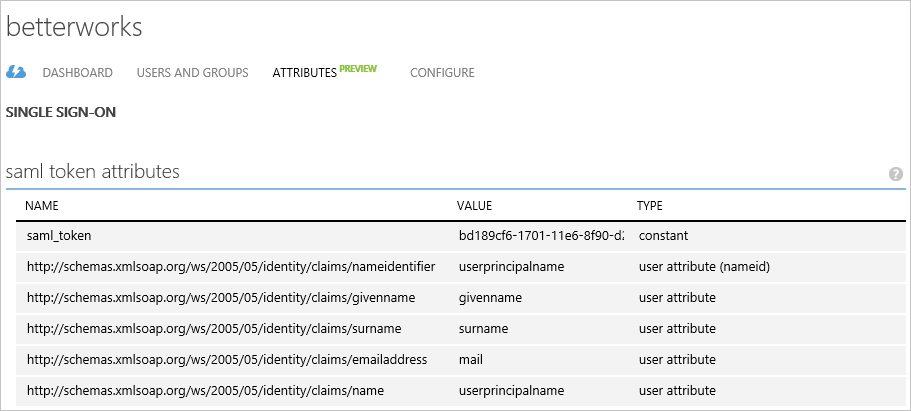 betterworks
DASHBOARD USERS AND GROUPS ATTRIBUTES PREVIEW CONFIGURE
SINGLE SIGN-ON
saml token attributes ?
NAME VALUE TYPE
saml_token bd189cf6-1701-11e6-8f90-d2 constant
http://schemas.xmlsoap.org/ws/2005/05/identity/claims/nameidentifier userprincipalname user attribute (nameid)
http://schemas.xmlsoap.org/ws/2005/05/identity/claims/givenname givenname user attribute
http://schemas.xmlsoap.org/ws/2005/05/identity/claims/surname surname user attribute
http://schemas.xmlsoap.org/ws/2005/05/identity/claims/emailaddress mail user attribute
http://schemas.xmlsoap.org/ws/2005/05/identity/claims/name userprincipalname user attribute